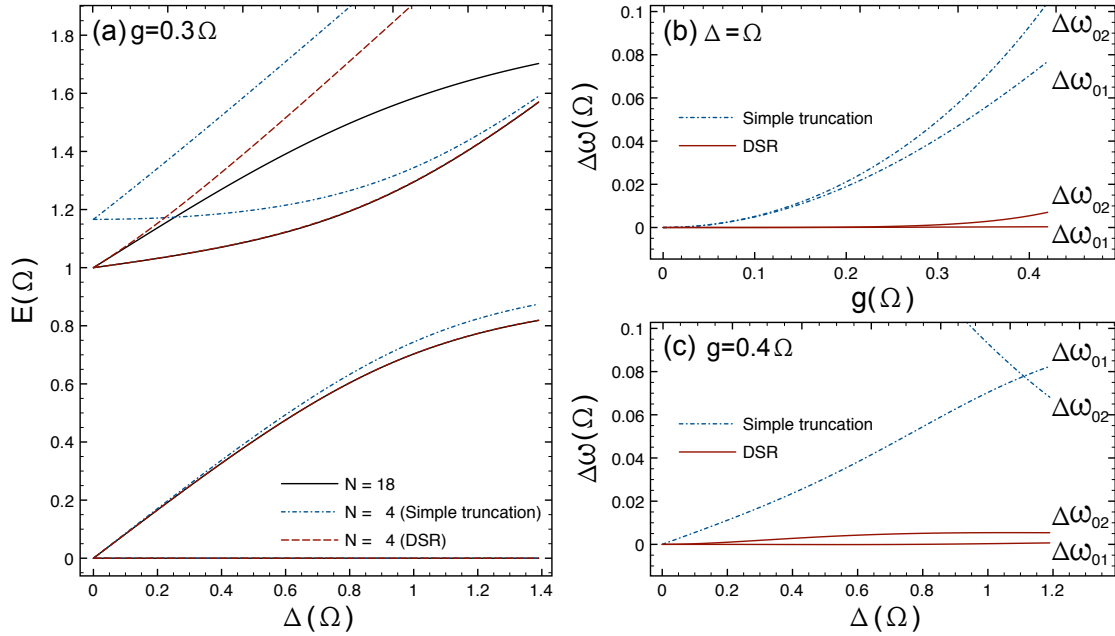 (a) g=0.3 Ω
E(Ω)
1.8
1.6
1.4
1.2
1
0.8
0.6
0.4
0.2
0
N = 18
N = 4 (Simple truncation)
N = 4 (DSR)
0 0.2 0.4 0.6 0.8 1 1.2 1.4
Δ(Ω)
(b) Δ=Ω
Δω(Ω)
0.1
0.08
0.06
0.04
0.02
0
Simple truncation
DSR
Δω02
Δω01
Δω02
Δω01
0 0.1 0.2 0.3 0.4
g(Ω)
(c) g=0.4 Ω
Δω(Ω)
0.1
0.08
0.06
0.04
0.02
0
Simple truncation
DSR
Δω01
Δω02
Δω02
Δω01
0 0.2 0.4 0.6 0.8 1 1.2
Δ(Ω)